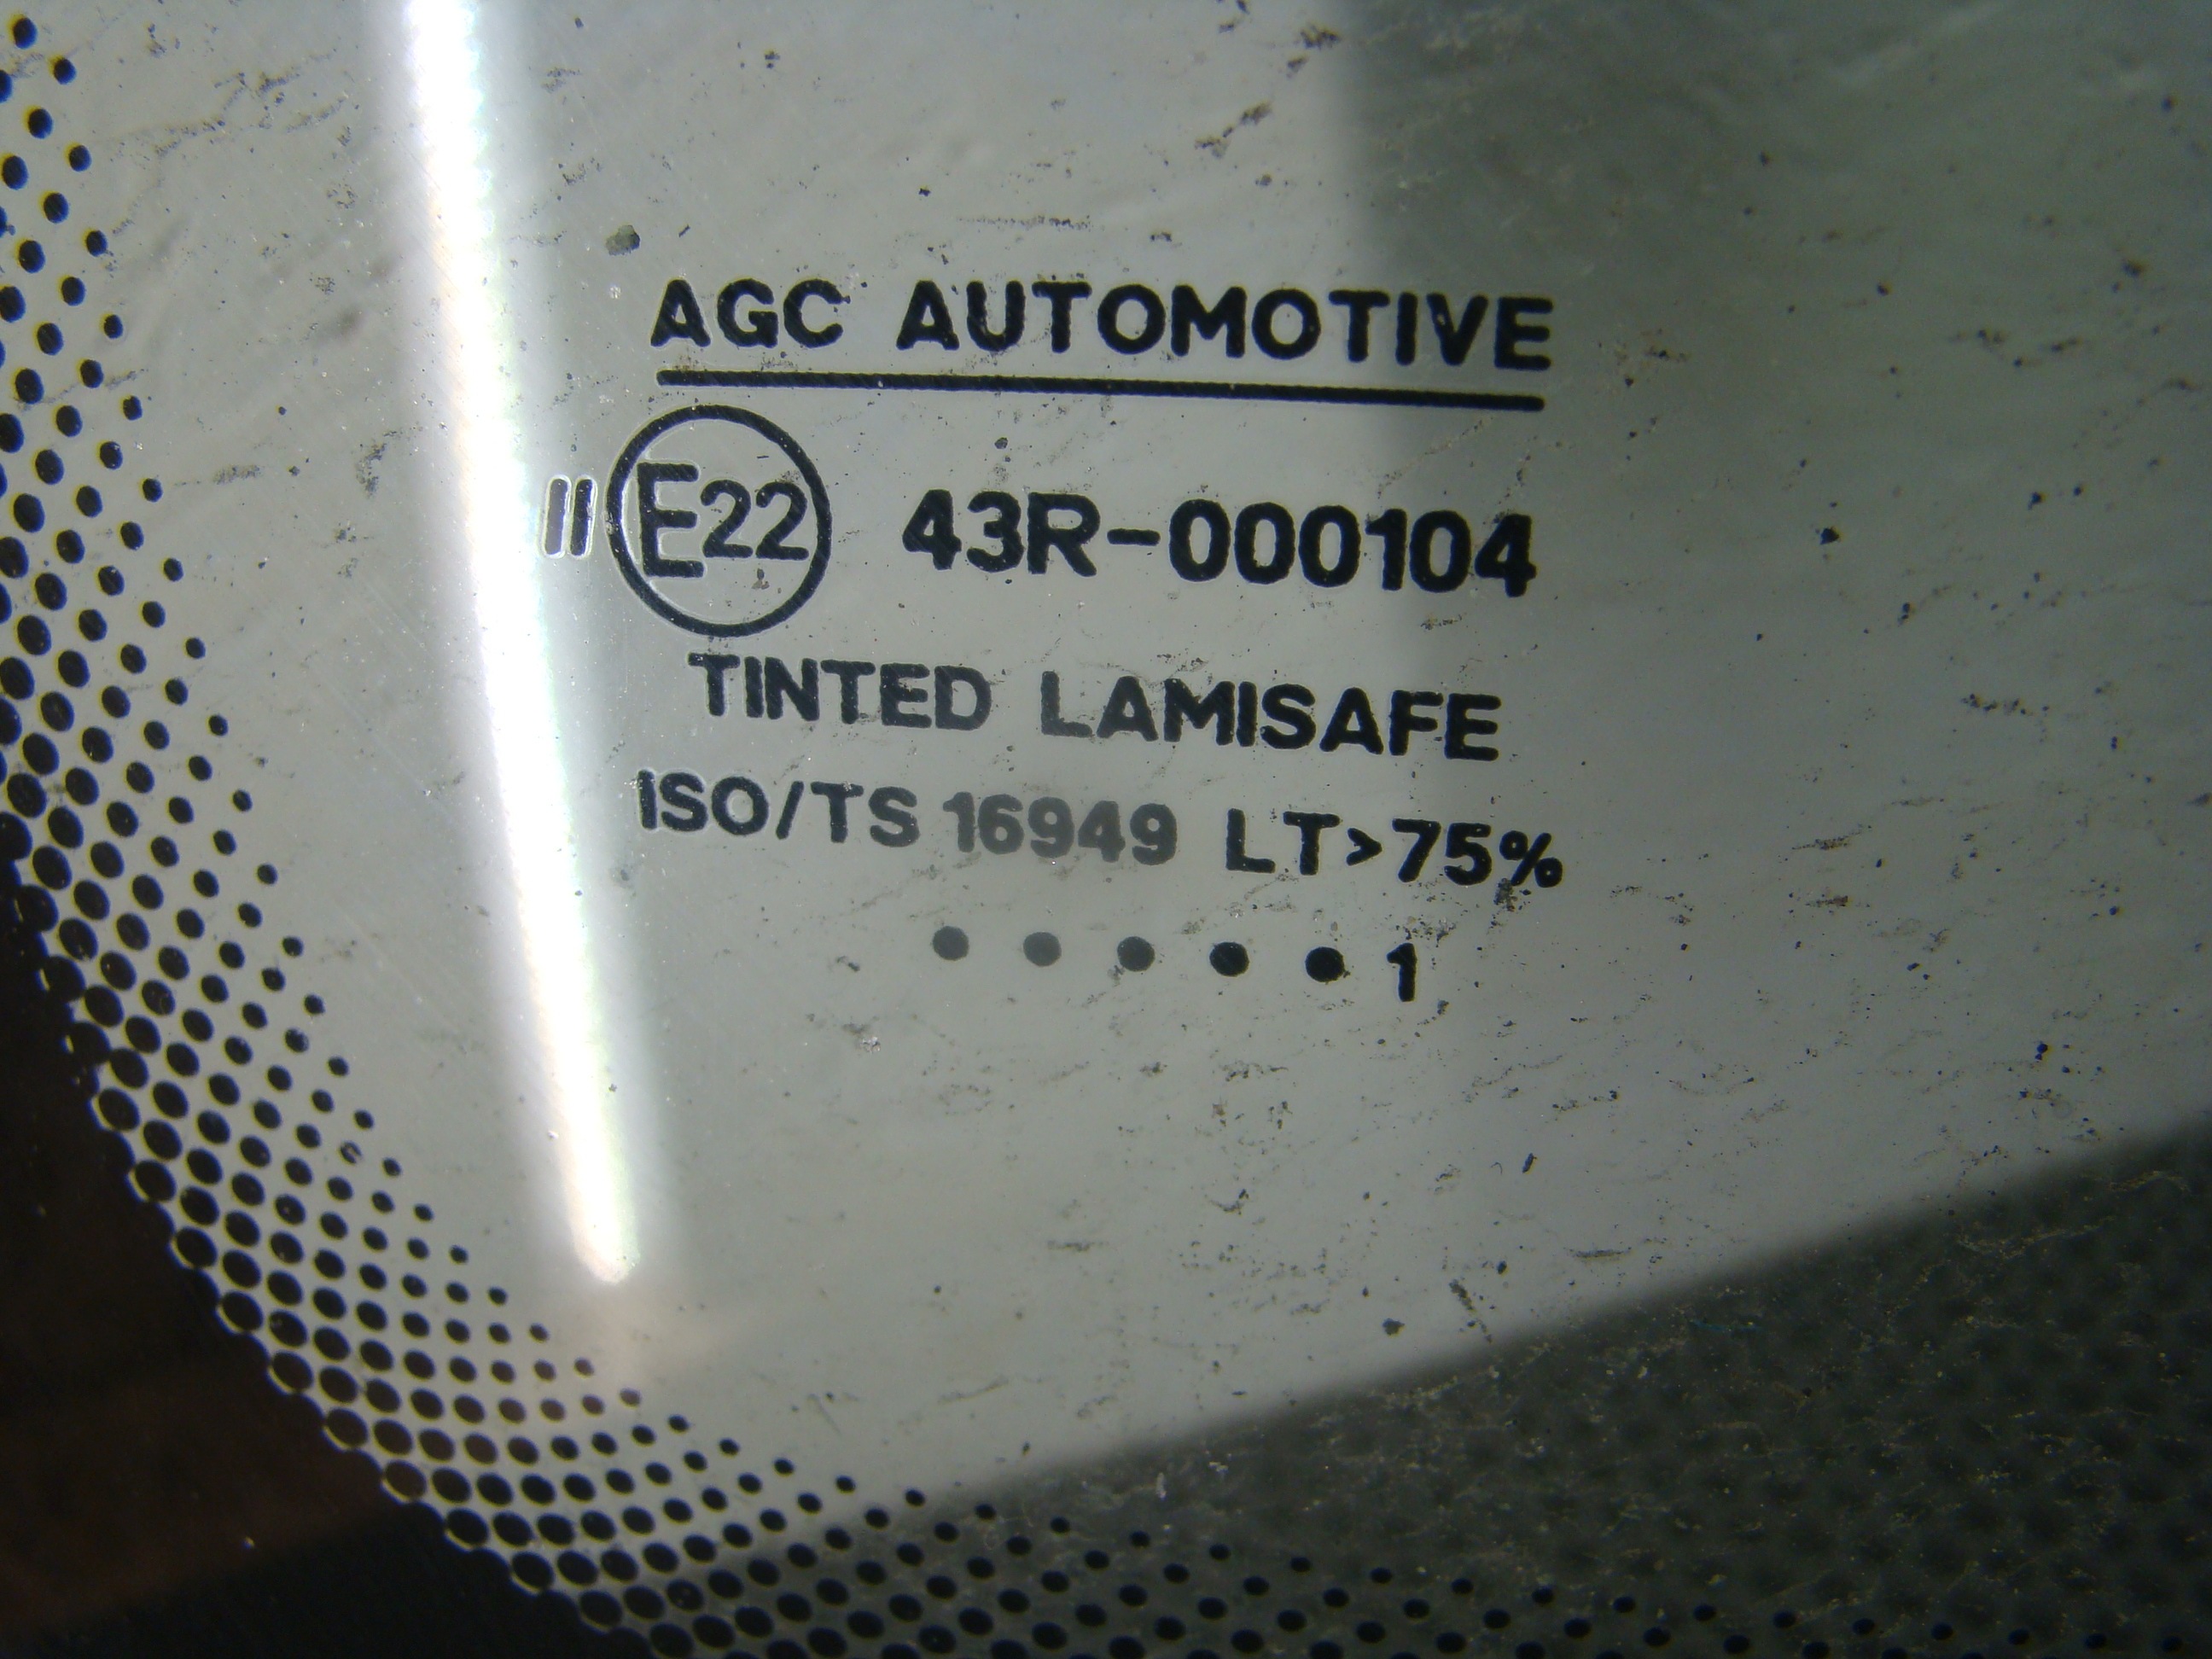 AGC AUTOMOTIVE
II E22 43R-000104
TINTED LAMISAFE
ISO/TS 16949 LT>75%
• • • • • 1